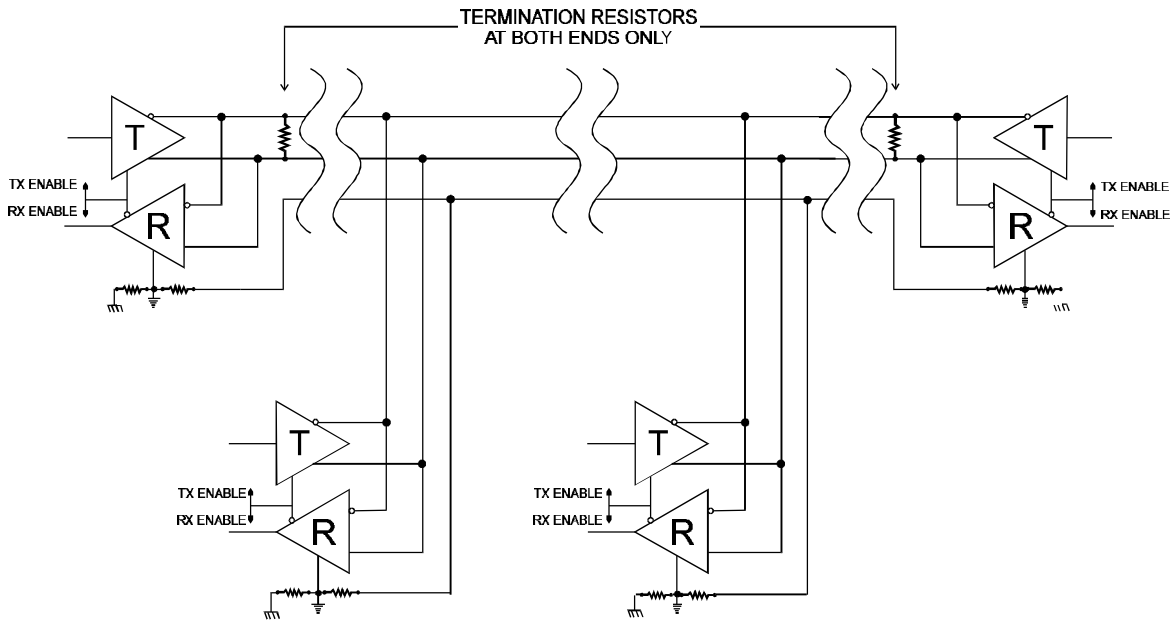 TERMINATION RESISTORS
AT BOTH ENDS ONLY
T
T
TX ENABLE
RX ENABLE
TX ENABLE
RX ENABLE
R
R
T
T
TX ENABLE
RX ENABLE
TX ENABLE
RX ENABLE
R
R